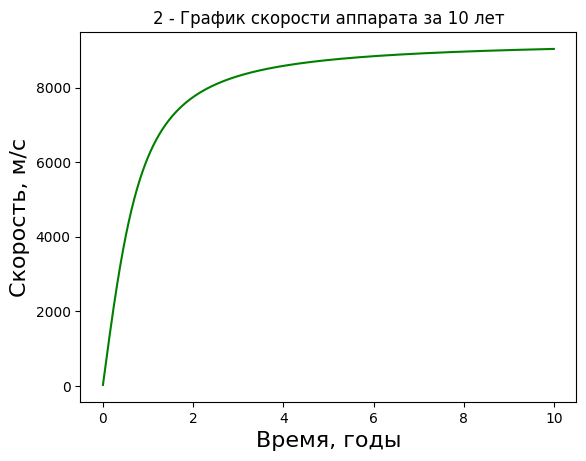 2 - График скорости аппарата за 10 лет
Скорость, м/с
8000
6000
4000
2000
0
0 2 4 6 8 10
Время, годы